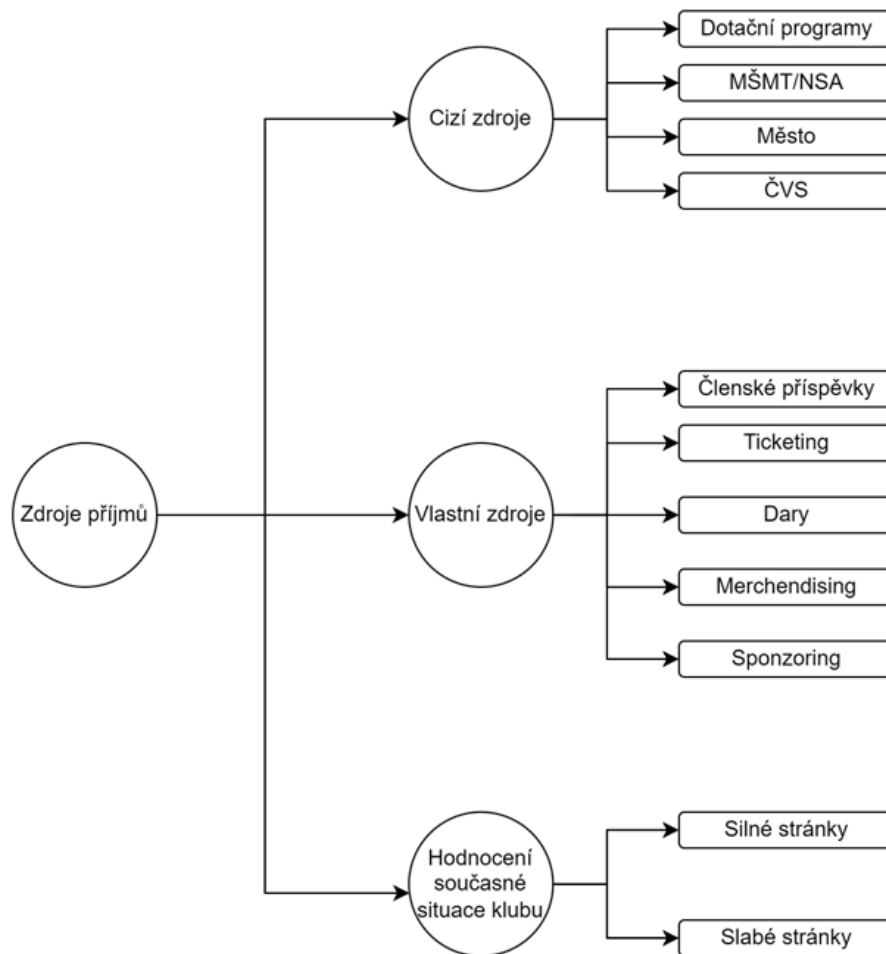 Dotační programy
MŠMT/NSA
Cizí zdroje
Město
ČVS
Členské příspěvky
Ticketing
Zdroje příjmů
Vlastní zdroje
Dary
Merchendising
Sponzoring
Silné stránky
Hodnocení
současné
situace klubu
Slabé stránky